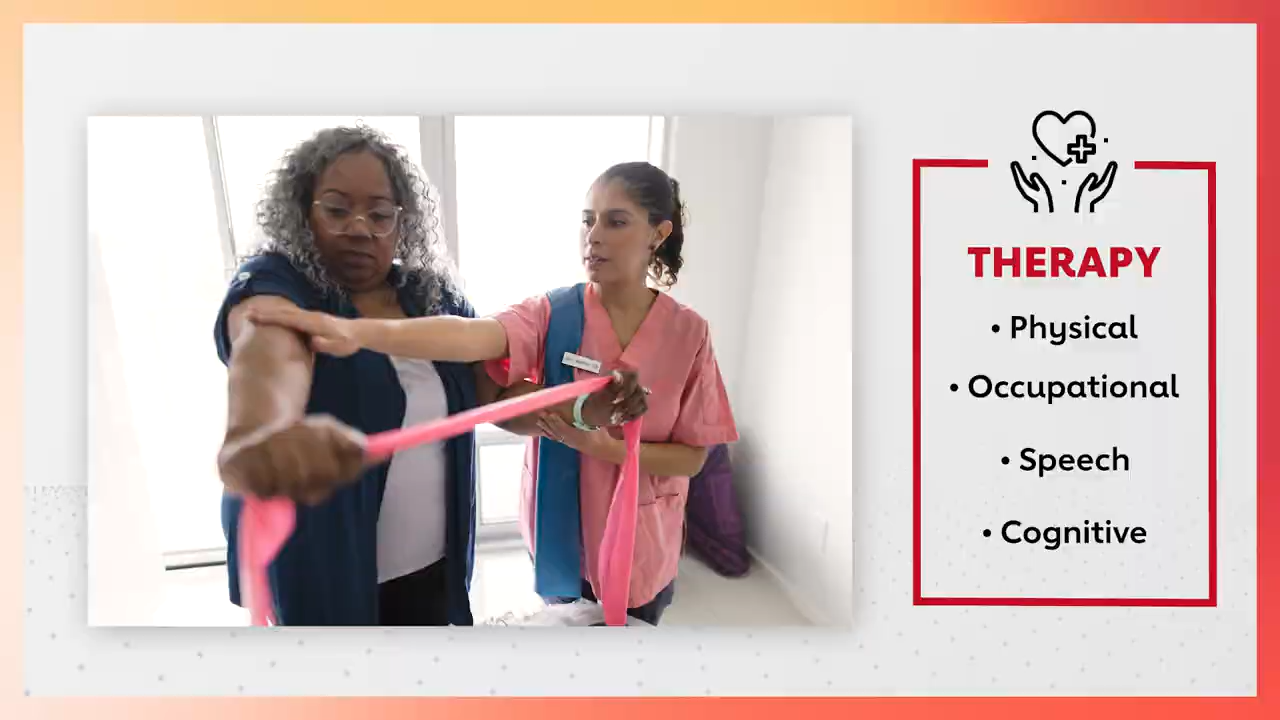 THERAPY
• Physical
• Occupational
• Speech
• Cognitive